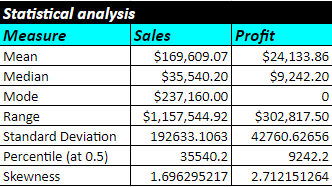 Statistical analysis
Measure Sales Profit
Mean $169,609.07 $24,133.86
Median $35,540.20 $9,242.20
Mode $237,160.00 0
Range $1,157,544.92 $302,817.50
Standard Deviation 192633.1063 42760.62656
Percentile (at 0.5) 35540.2 9242.2
Skewness 1.696295217 2.712151264